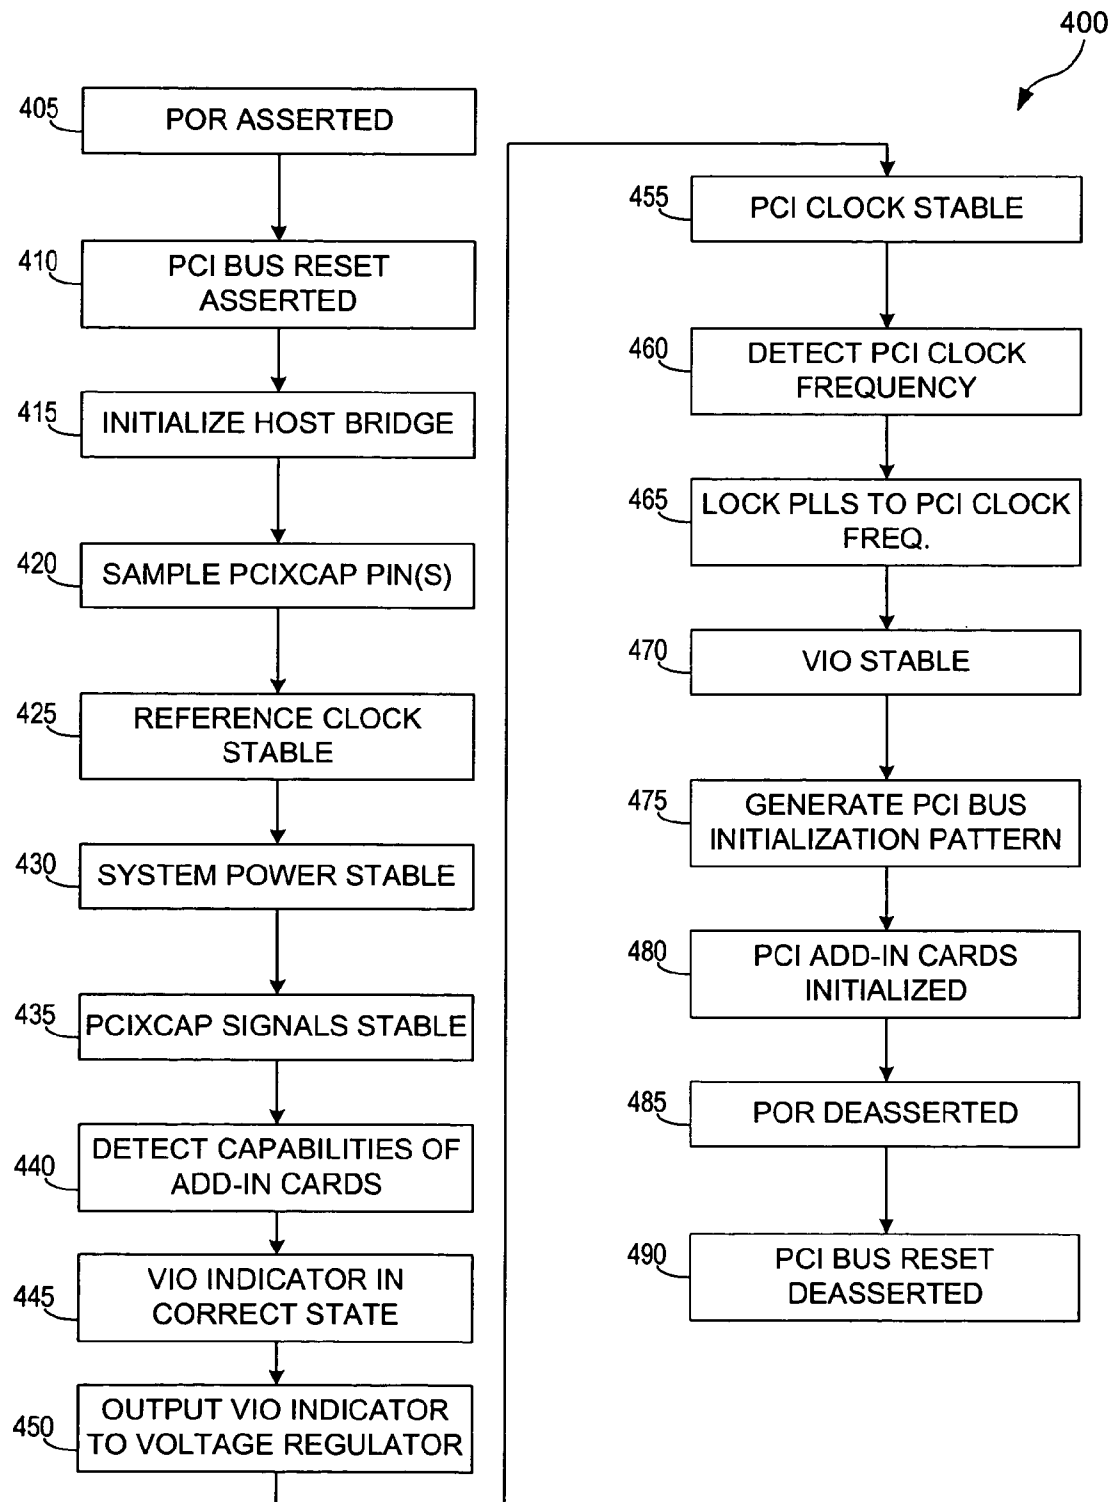 400
405
POR ASSERTED
410
PCI BUS RESET
ASSERTED
415
INITIALIZE HOST BRIDGE
420
SAMPLE PCIXCAP PIN(S)
425
REFERENCE CLOCK
STABLE
430
SYSTEM POWER STABLE
435
PCIXCAP SIGNALS STABLE
440
DETECT CAPABILITIES OF
ADD-IN CARDS
445
VIO INDICATOR IN
CORRECT STATE
450
OUTPUT VIO INDICATOR
TO VOLTAGE REGULATOR
455
PCI CLOCK STABLE
460
DETECT PCI CLOCK
FREQUENCY
465
LOCK PLLS TO PCI CLOCK
FREQ.
470
VIO STABLE
475
GENERATE PCI BUS
INITIALIZATION PATTERN
480
PCI ADD-IN CARDS
INITIALIZED
485
POR DEASSERTED
490
PCI BUS RESET
DEASSERTED